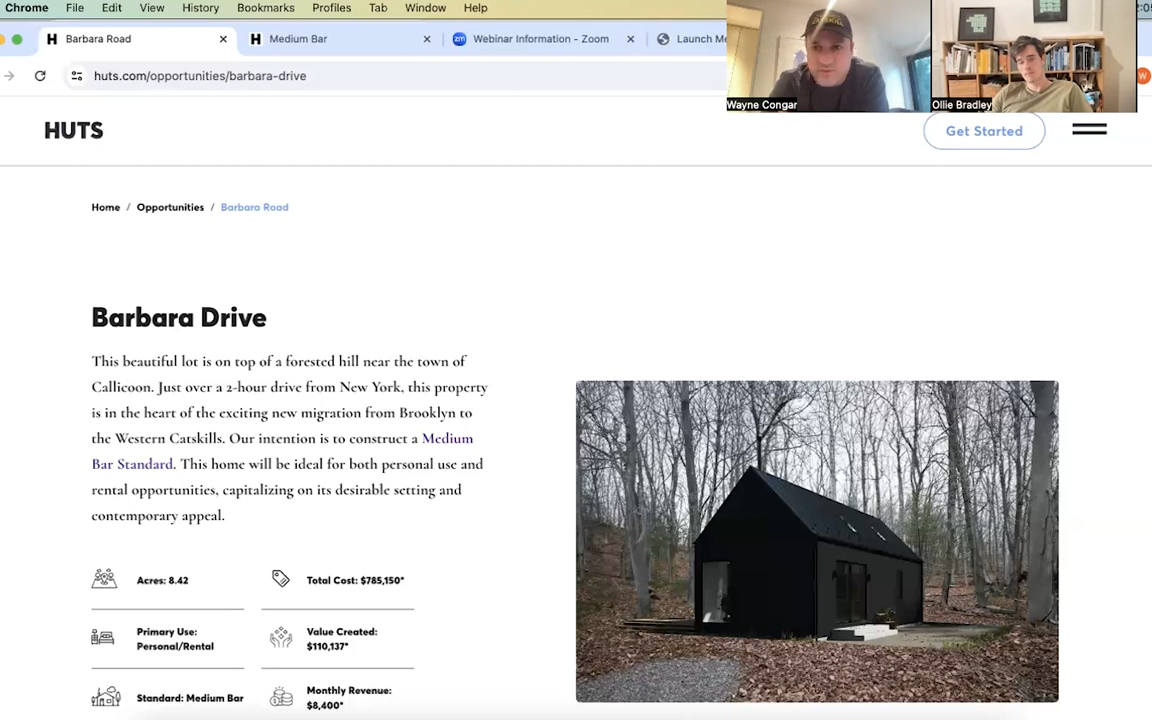 Chrome File Edit View History Bookmarks Profiles Tab Window Help
Barbara Road
Medium Bar
Webinar Information - Zoom
Launch Me
huts.com/opportunities/barbara-drive
Wayne Congar
Ollie Bradley
HUTS
Get Started
Home / Opportunities / Barbara Road
Barbara Drive
This beautiful lot is on top of a forested hill near the town of
Callicoon. Just over a 2-hour drive from New York, this property
is in the heart of the exciting new migration from Brooklyn to
the Western Catskills. Our intention is to construct a Medium
Bar Standard. This home will be ideal for both personal use and
rental opportunities, capitalizing on its desirable setting and
contemporary appeal.
Acres: 8.42
Total Cost: $785,150*
Primary Use:
Personal/Rental
Value Created:
$110,137*
Standard: Medium Bar
Monthly Revenue:
$8,400*